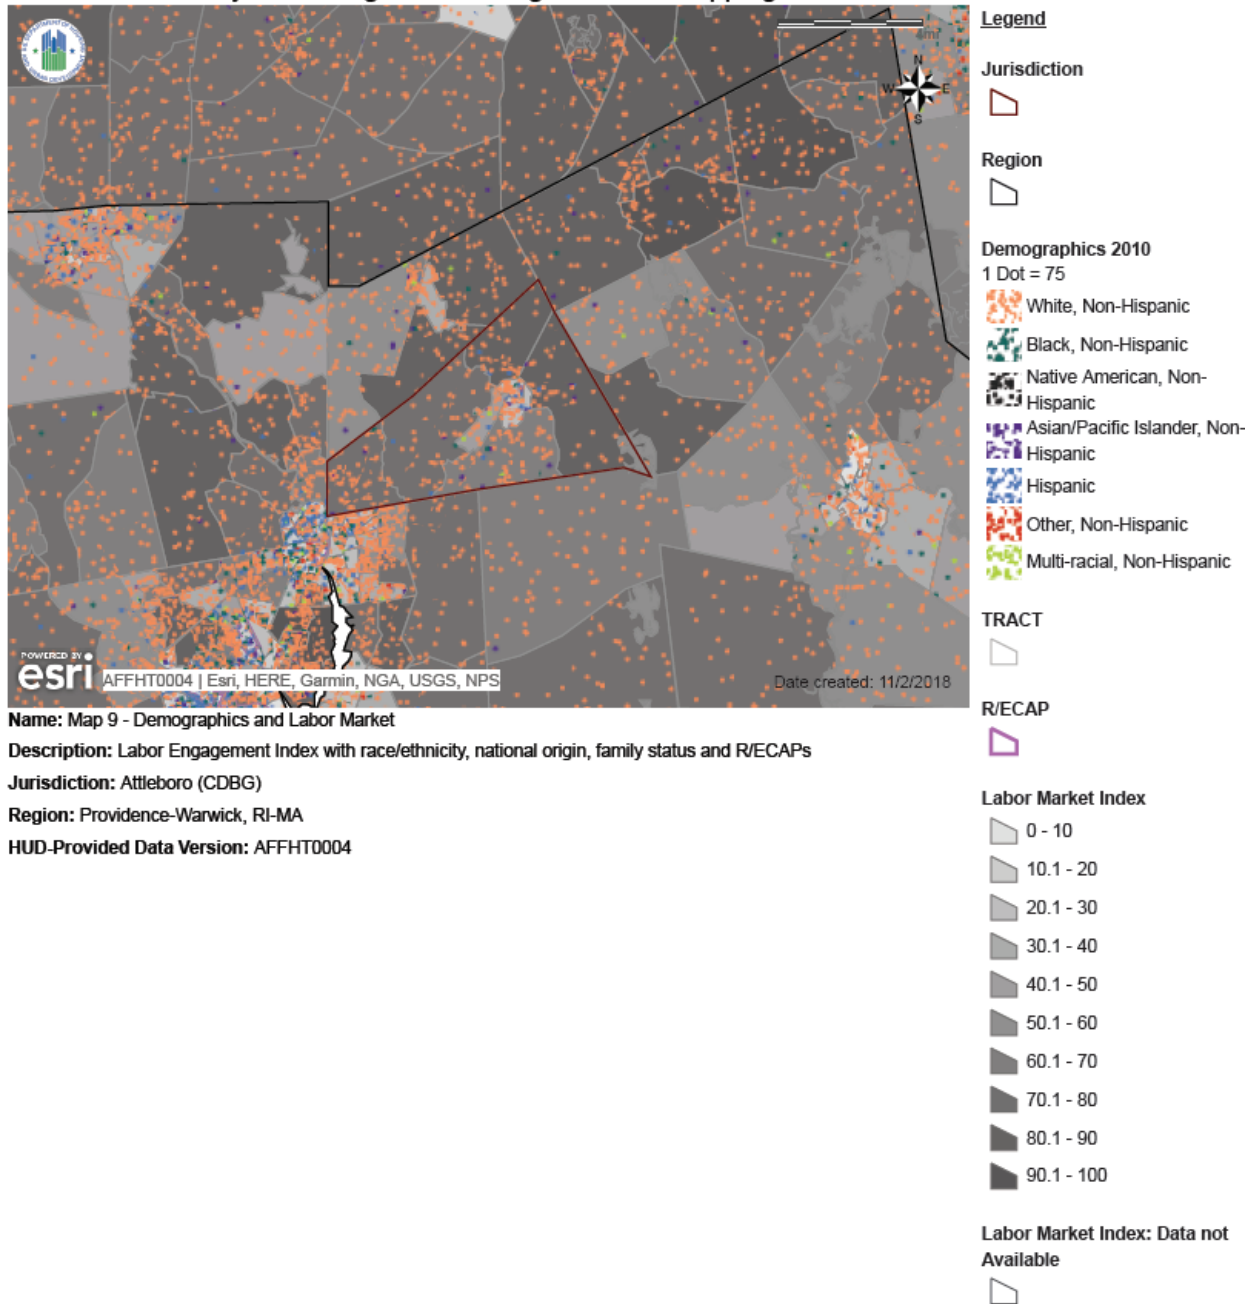 Legend
Jurisdiction
Region
Demographics 2010
1 Dot = 75
White, Non-Hispanic
Black, Non-Hispanic
Native American, Non-
Hispanic
Asian/Pacific Islander, Non-
Hispanic
Hispanic
Other, Non-Hispanic
Multi-racial, Non-Hispanic
TRACT
R/ECAP
Labor Market Index
0 - 10
10.1 - 20
20.1 - 30
30.1 - 40
40.1 - 50
50.1 - 60
60.1 - 70
70.1 - 80
80.1 - 90
90.1 - 100
Labor Market Index: Data not
Available
N
W E
S
POWERED BY
esri
AFFHT0004 | Esri, HERE, Garmin, NGA, USGS, NPS
Date created: 11/2/2018
Name: Map 9 - Demographics and Labor Market
Description: Labor Engagement Index with race/ethnicity, national origin, family status and R/ECAPs
Jurisdiction: Attleboro (CDBG)
Region: Providence-Warwick, RI-MA
HUD-Provided Data Version: AFFHT0004